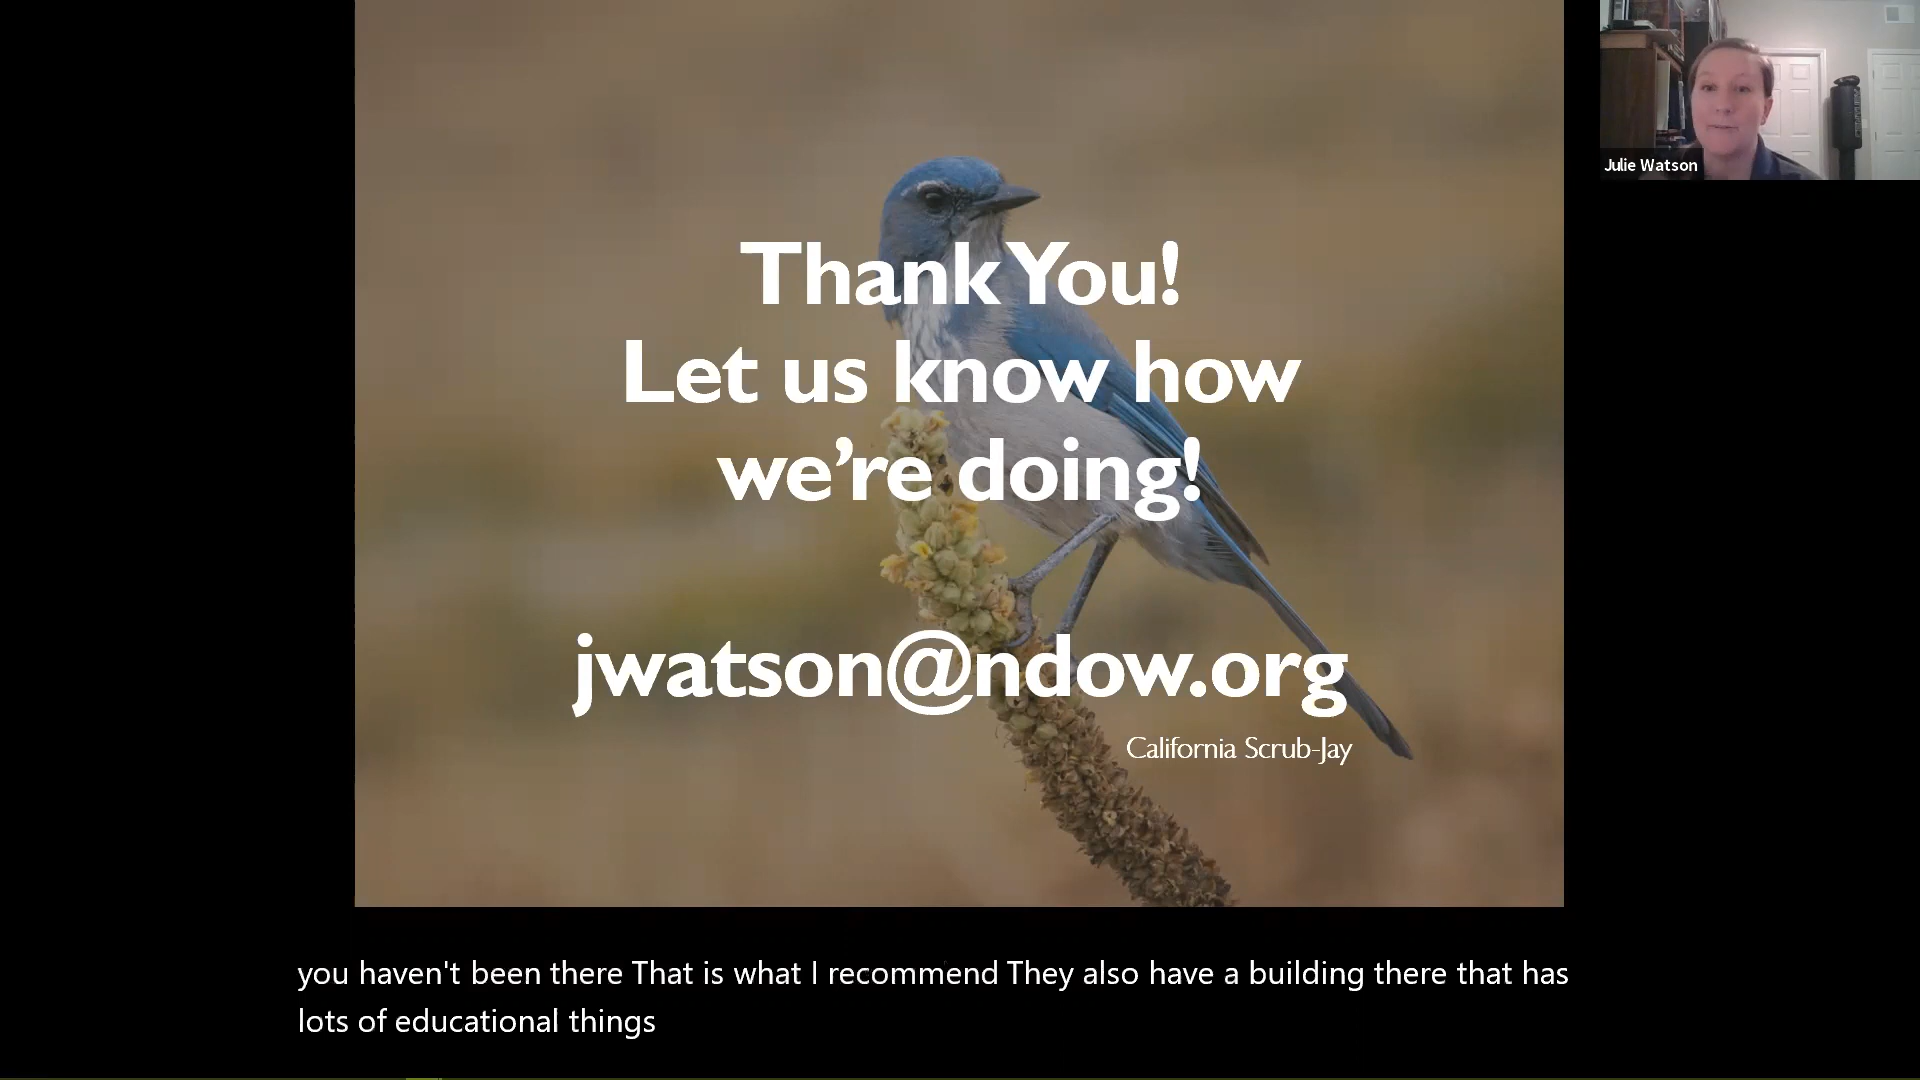 Thank You!
Let us know how
we're doing!
jwatson@ndow.org
California Scrub-Jay
Julie Watson
you haven't been there That is what I recommend They also have a building there that has
lots of educational things